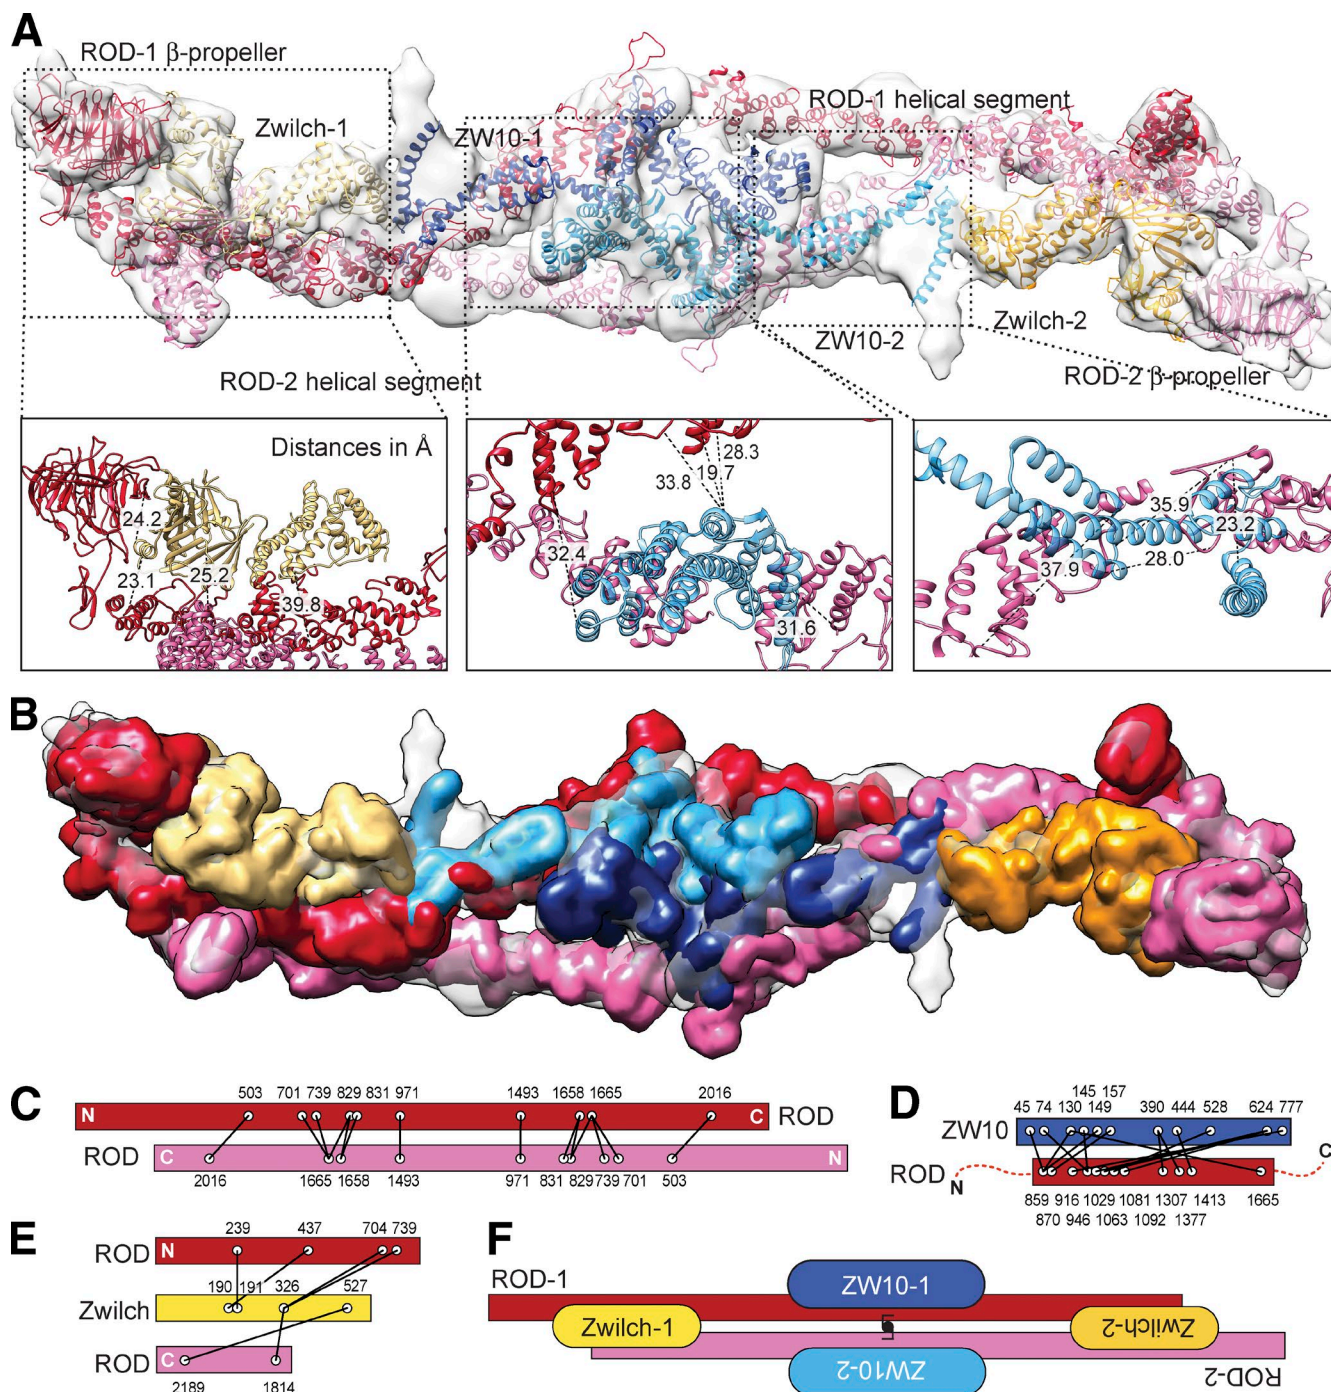 A
ROD-1 β-propeller
Zwilch-1
ZW10-1
ROD-1 helical segment
ZW10-2
Zwilch-2
ROD-2 helical segment
ROD-2 β-propeller
Distances in Å
24.2
23.1
25.2
39.8
28.3
19.7
33.8
32.4
31.6
35.9
23.2
28.0
37.9
B
C
503 701 739 829 831 971 1493 1658 1665 2016
N C ROD
ROD C N
2016 1665 1658 1493 971 831 829 739 701 503
D
145 157
45 74 130 149 390 444 528 624 777
ZW10
ROD N C
859 916 1029 1081 1307 1413 1665
870 946 1063 1092 1377
E
239 437 704 739
ROD N
190 191 326 527
Zwilch
ROD C
2189 1814
F
ROD-1
ZW10-1
Zwilch-1
Zwilch-2
ZW10-2
ROD-2